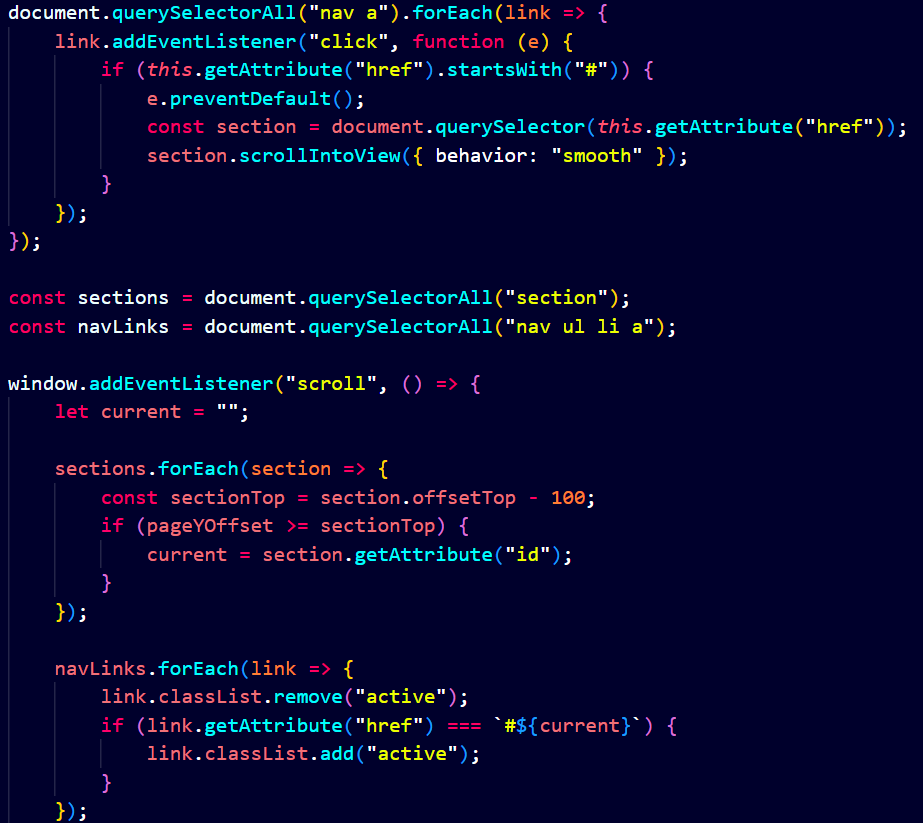 document.querySelectorAll("nav a").forEach(link => {
    link.addEventListener("click", function (e) {
        if (this.getAttribute("href").startsWith("#")) {
            e.preventDefault();
            const section = document.querySelector(this.getAttribute("href"));
            section.scrollIntoView({ behavior: "smooth" });
        }
    });
});

const sections = document.querySelectorAll("section");
const navLinks = document.querySelectorAll("nav ul li a");

window.addEventListener("scroll", () => {
    let current = "";

    sections.forEach(section => {
        const sectionTop = section.offsetTop - 100;
        if (pageYOffset >= sectionTop) {
            current = section.getAttribute("id");
        }
    });

    navLinks.forEach(link => {
        link.classList.remove("active");
        if (link.getAttribute("href") === `#${current}`) {
            link.classList.add("active");
        }
    });